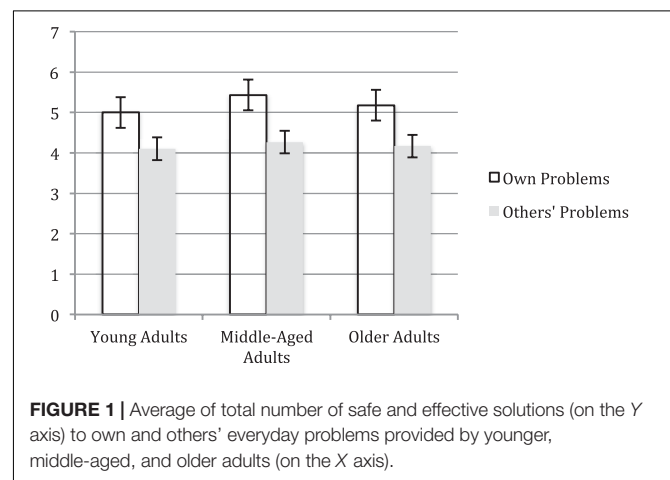 7
6
5
4
3
2
1
0
Young Adults
Middle-Aged
Adults
Older Adults
Own Problems
Others' Problems
FIGURE 1 | Average of total number of safe and effective solutions (on the Y
axis) to own and others' everyday problems provided by younger,
middle-aged, and older adults (on the X axis).